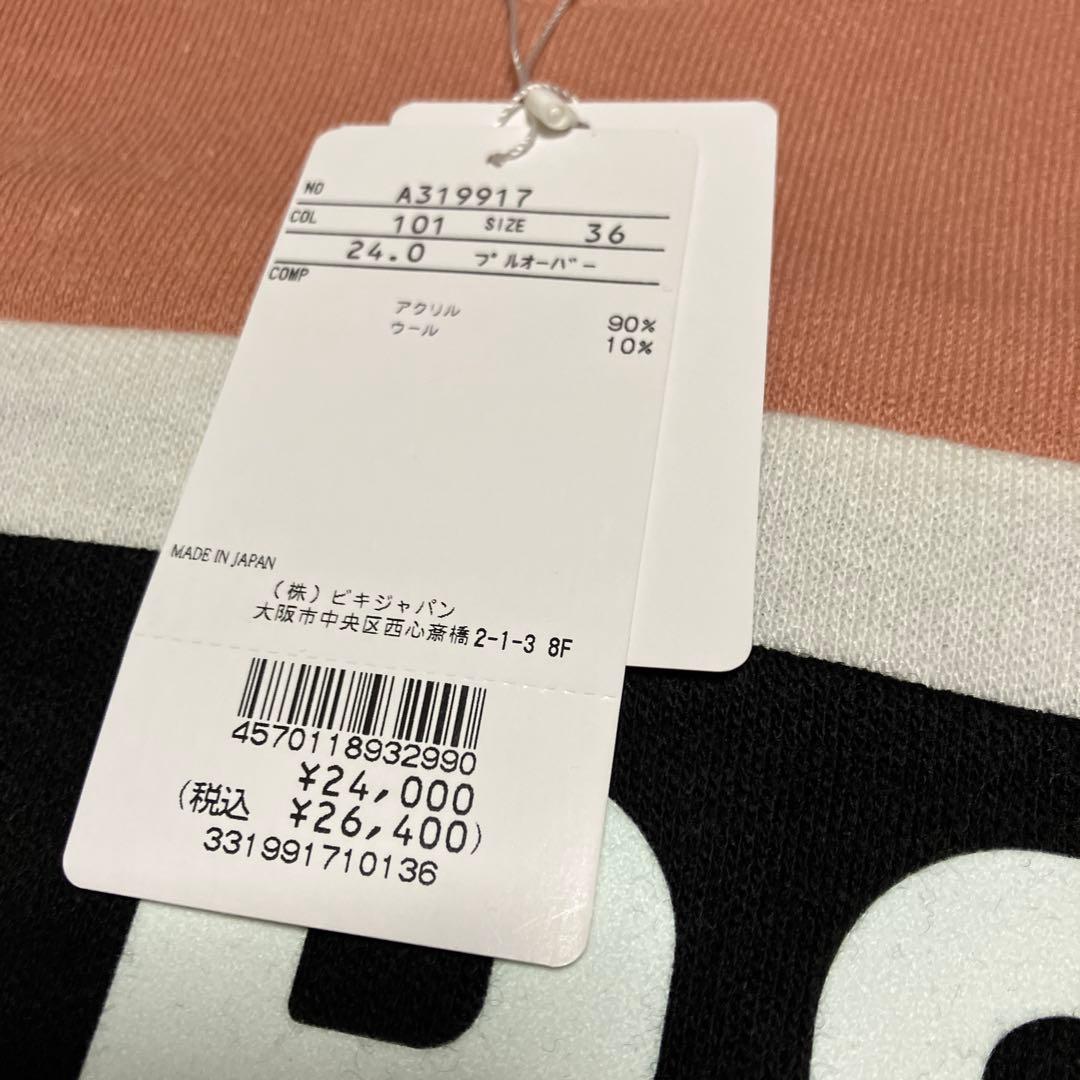 NO A319917
COL 101 SIZE 36
24.0 プルオーバー
COMP
アクリル 90%
ウール 10%
MADE IN JAPAN
(株)ビキジャパン
大阪市中央区西心斎橋2-1-3 8F
4570118932990
¥24,000
(税込 ¥26,400)
331991710136